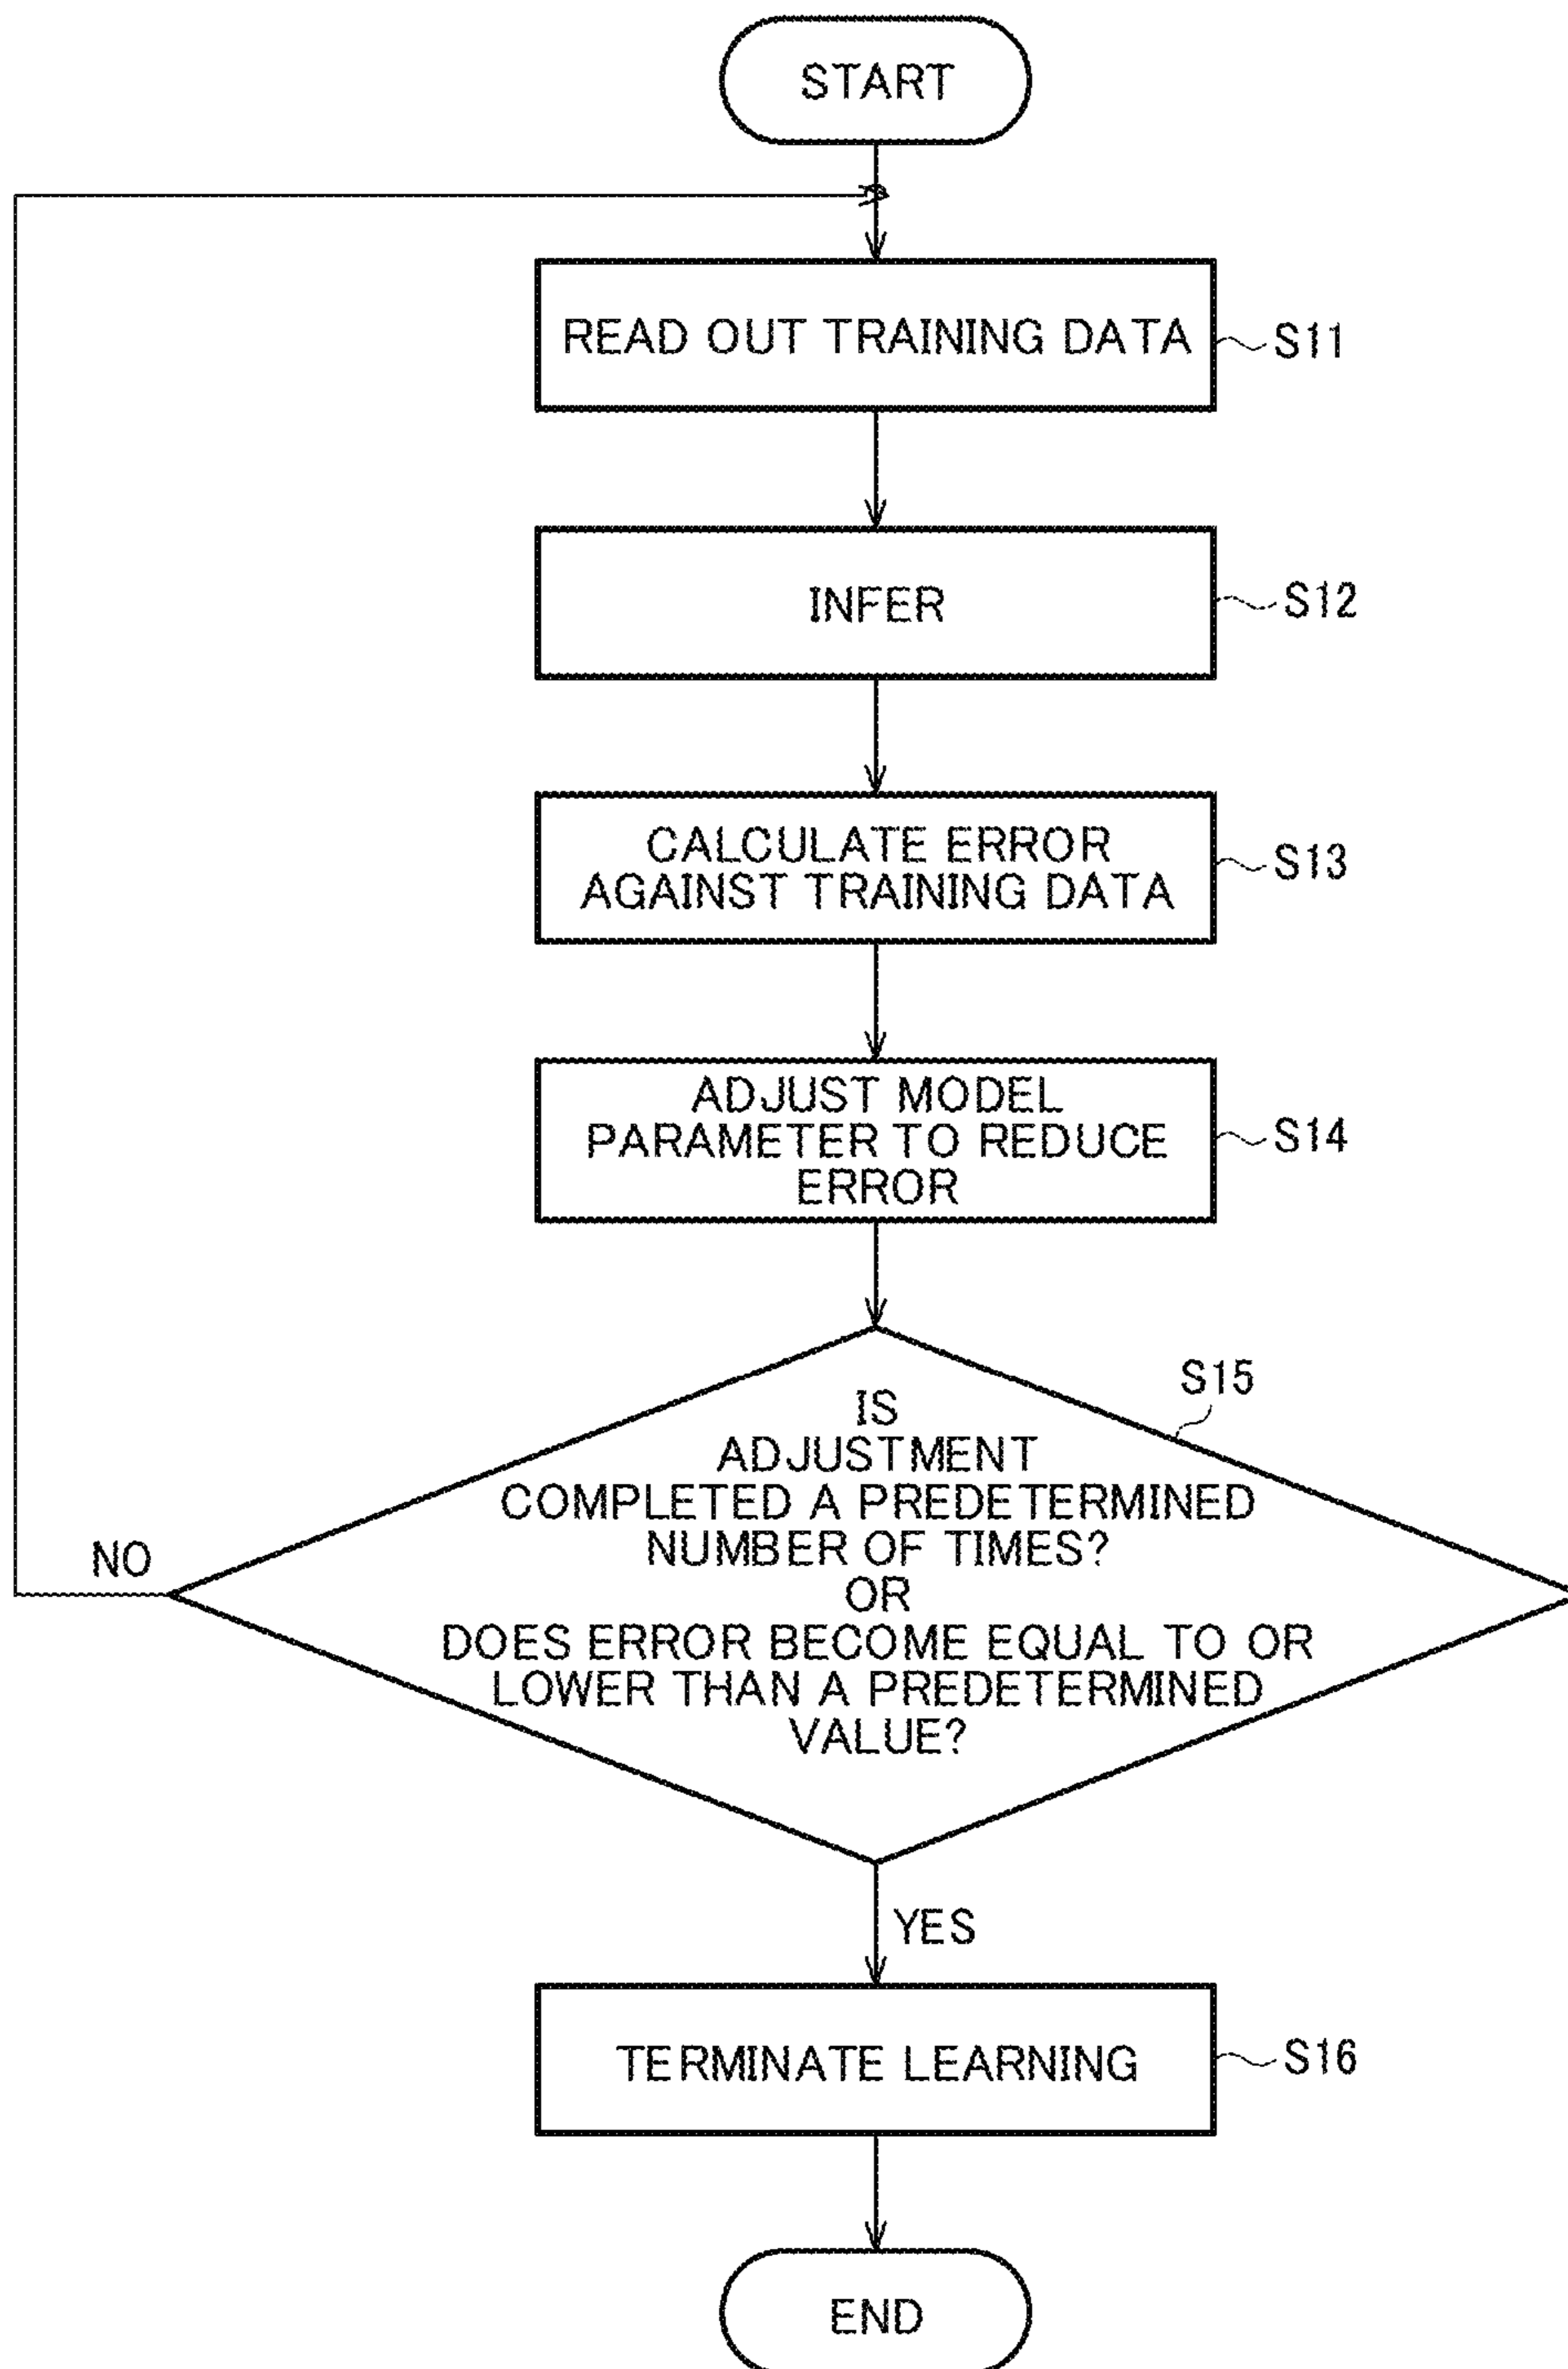 START
READ OUT TRAINING DATA
S11
INFER
S12
CALCULATE ERROR
AGAINST TRAINING DATA
S13
ADJUST MODEL
PARAMETER TO REDUCE
ERROR
S14
S15
IS
ADJUSTMENT
COMPLETED A PREDETERMINED
NUMBER OF TIMES?
OR
DOES ERROR BECOME EQUAL TO OR
LOWER THAN A PREDETERMINED
VALUE?
NO
YES
TERMINATE LEARNING
S16
END